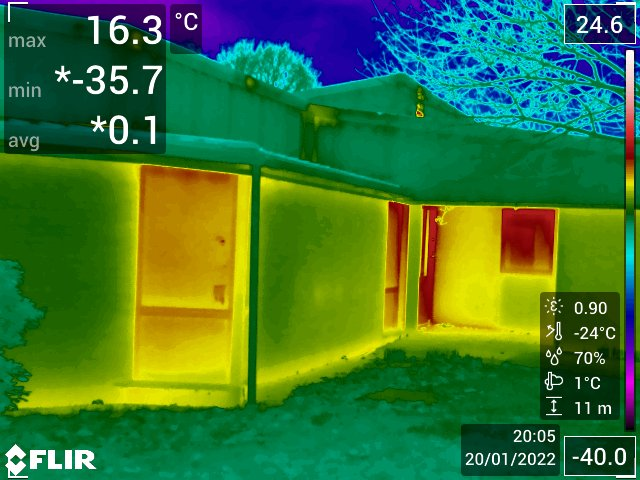 max 16.3 °C
min *-35.7
avg *0.1
24.6
0.90
-24°C
70%
1°C
11 m
20:05
20/01/2022
-40.0
FLIR